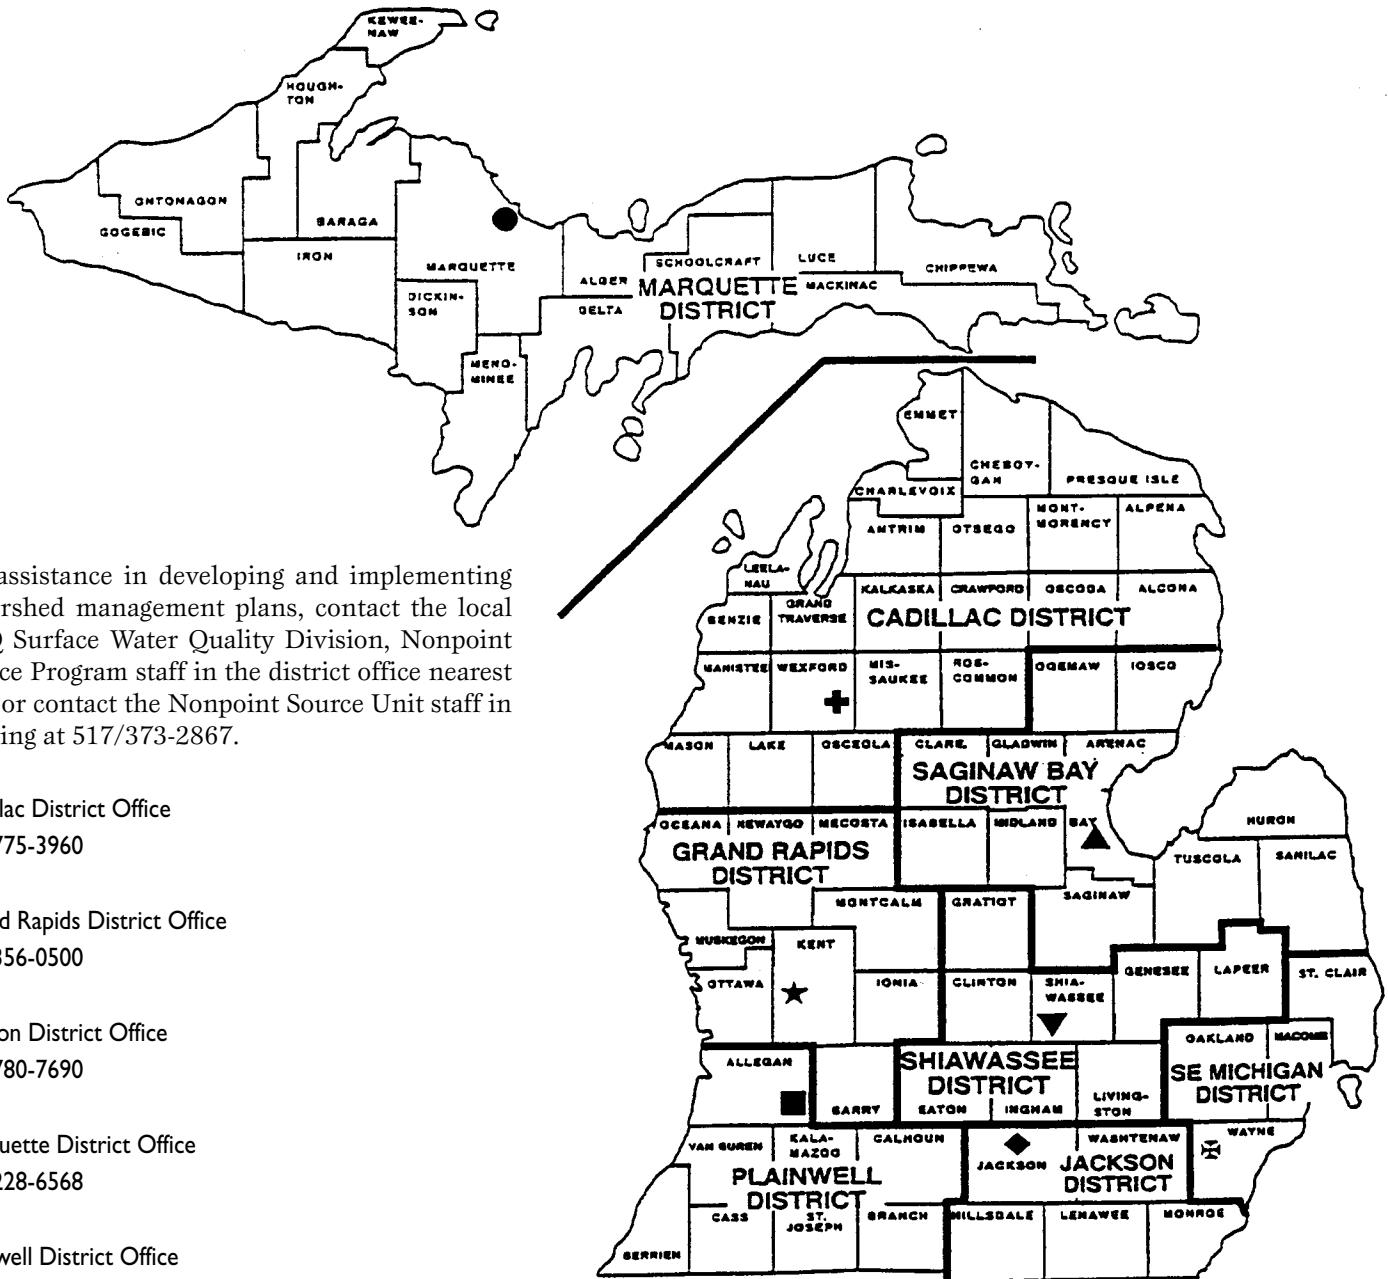 KEWEE-
NAW
HOUGH-
TON
ONTONAGON
GOGEBIC
BARAGA
IRON
MARQUETTE
DICKIN-
SON
MENO-
MINEE
ALGER
DELTA
SCHOOLCRAFT
LUCE
MACKINAC
CHIPPEWA
MARQUETTE
DISTRICT
EMMET
CHEBOY-
GAN
PRESQUE ISLE
CHARLEVOIX
ANTRIM
OTSEGO
MONT-
MORENCY
ALPENA
LEELA-
NAU
BENZIE
GRAND
TRAVERSE
KALKASKA
CRAWFORD
OSCODA
ALCONA
CADILLAC DISTRICT
MANISTEE
WEXFORD
MIS-
SAUKEE
ROS-
COMMON
OGEMAW
IOSCO
MASON
LAKE
OSCEOLA
CLARE
GLADWIN
ARENAC
SAGINAW BAY
DISTRICT
OCEANA
NEWAYGO
MECOSTA
ISABELLA
MIDLAND
BAY
HURON
TUSCOLA
SANILAC
GRAND RAPIDS
DISTRICT
MONTCALM
GRATIOT
SAGINAW
MUSKEGON
KENT
OTTAWA
IONIA
CLINTON
SHIA-
WASSEE
GENESEE
LAPEER
ST. CLAIR
ALLEGAN
BARRY
SHIAWASSEE
DISTRICT
EATON
INGHAM
LIVING-
STON
OAKLAND
MACOMB
SE MICHIGAN
DISTRICT
VAN BUREN
KALA-
MAZOO
CALHOUN
JACKSON
WASHTENAW
WAYNE
PLAINWELL
DISTRICT
JACKSON
DISTRICT
BERRIEN
CASS
ST.
JOSEPH
BRANCH
HILLSDALE
LENAWEE
MONROE
assistance in developing and implementing
ershed management plans, contact the local
Q Surface Water Quality Division, Nonpoint
ce Program staff in the district office nearest
or contact the Nonpoint Source Unit staff in
ing at 517/373-2867.
lac District Office
775-3960
d Rapids District Office
356-0500
on District Office
780-7690
uette District Office
228-6568
well District Office